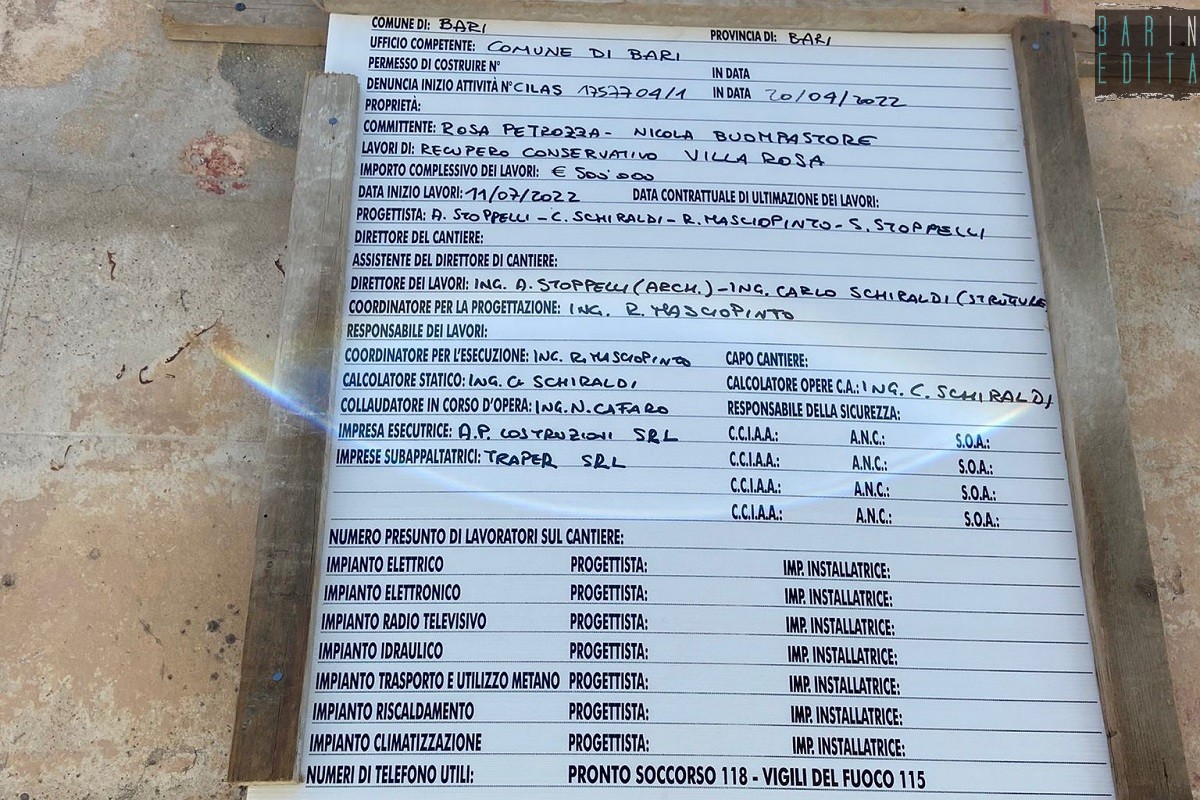 BARIN
EDITA
COMUNE DI: BARI PROVINCIA DI: BARI
UFFICIO COMPETENTE: COMUNE DI BARI
PERMESSO DI COSTRUIRE N° IN DATA
DENUNCIA INIZIO ATTIVITÀ N° CILAS 1757704/1 IN DATA 20/04/2022
PROPRIETÀ:
COMMITTENTE: ROSA PETROZZA - NICOLA BUOMPASTORE
LAVORI DI: RECUPERO CONSERVATIVO VILLA ROSA
IMPORTO COMPLESSIVO DEI LAVORI: € 500.000
DATA INIZIO LAVORI: 11/07/2022 DATA CONTRATTUALE DI ULTIMAZIONE DEI LAVORI:
PROGETTISTA: A. STOPPELLI - C. SCHIRALDI - R. MASCIOPINTO - S. STOPPELLI
DIRETTORE DEL CANTIERE:
ASSISTENTE DEL DIRETTORE DI CANTIERE:
DIRETTORE DEI LAVORI: ING. A. STOPPELLI (ARCH.) - ING. CARLO SCHIRALDI (STRUTTURE
COORDINATORE PER LA PROGETTAZIONE: ING. R. MASCIOPINTO
RESPONSABILE DEI LAVORI:
COORDINATORE PER L'ESECUZIONE: ING. R. MASCIOPINTO CAPO CANTIERE:
CALCOLATORE STATICO: ING. C. SCHIRALDI CALCOLATORE OPERE C.A.: ING. C. SCHIRALDI
COLLAUDATORE IN CORSO D'OPERA: ING. N. CAFARO RESPONSABILE DELLA SICUREZZA:
IMPRESA ESECUTRICE: A.P. COSTRUZIONI SRL C.C.I.A.A.: A.N.C.: S.O.A.:
IMPRESE SUBAPPALTATRICI: TRAPER SRL C.C.I.A.A.: A.N.C.: S.O.A.:
C.C.I.A.A.: A.N.C.: S.O.A.:
C.C.I.A.A.: A.N.C.: S.O.A.:
NUMERO PRESUNTO DI LAVORATORI SUL CANTIERE:
IMPIANTO ELETTRICO PROGETTISTA: IMP. INSTALLATRICE:
IMPIANTO ELETTRONICO PROGETTISTA: IMP. INSTALLATRICE:
IMPIANTO RADIO TELEVISIVO PROGETTISTA: IMP. INSTALLATRICE:
IMPIANTO IDRAULICO PROGETTISTA: IMP. INSTALLATRICE:
IMPIANTO TRASPORTO E UTILIZZO METANO PROGETTISTA: IMP. INSTALLATRICE:
IMPIANTO RISCALDAMENTO PROGETTISTA: IMP. INSTALLATRICE:
IMPIANTO CLIMATIZZAZIONE PROGETTISTA: IMP. INSTALLATRICE:
NUMERI DI TELEFONO UTILI: PRONTO SOCCORSO 118 - VIGILI DEL FUOCO 115